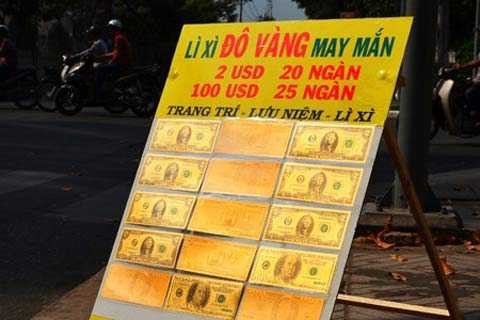 LÌ XÌ ĐÔ VÀNG MAY MẮN
2 USD 20 NGÀN
100 USD 25 NGÀN
TRANG TRÍ - LƯU NIỆM - LÌ XÌ